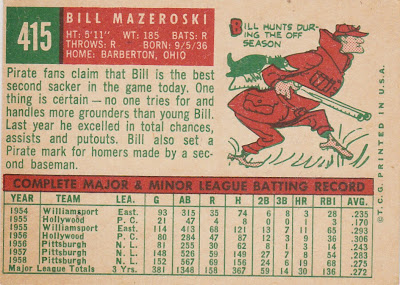 415
BILL MAZEROSKI
HT: 5'11" WT: 185 BATS: R
THROWS: R BORN: 9/5/36
HOME: BARBERTON, OHIO
Pirate fans claim that Bill is the best
second sacker in the game today. One
thing is certain — no one tries for and
handles more grounders than young Bill.
Last year he excelled in total chances,
assists and putouts. Bill also set a
Pirate mark for homers made by a sec-
ond baseman.
BILL HUNTS DUR-
ING THE OFF
SEASON
COMPLETE MAJOR & MINOR LEAGUE BATTING RECORD
YEAR TEAM LEA. G AB R H 2B 3B HR RBI AVG.
1954 Williamsport East. 93 315 35 74 6 8 3 28 .235
1955 Hollywood P. C. 21 47 4 8 0 0 1 0 .170
1955 Williamsport East. 114 413 65 121 13 7 11 65 .293
1956 Hollywood P. C. 80 284 47 87 12 3 9 36 .306
1956 Pittsburgh N. L. 81 255 30 62 8 1 3 14 .243
1957 Pittsburgh N. L. 148 526 59 149 27 7 8 54 .283
1958 Pittsburgh N. L. 152 567 69 156 24 6 19 68 .275
Major League Totals 3 Yrs. 381 1348 158 367 59 14 30 136 .272
© T.C.G. PRINTED IN U.S.A.